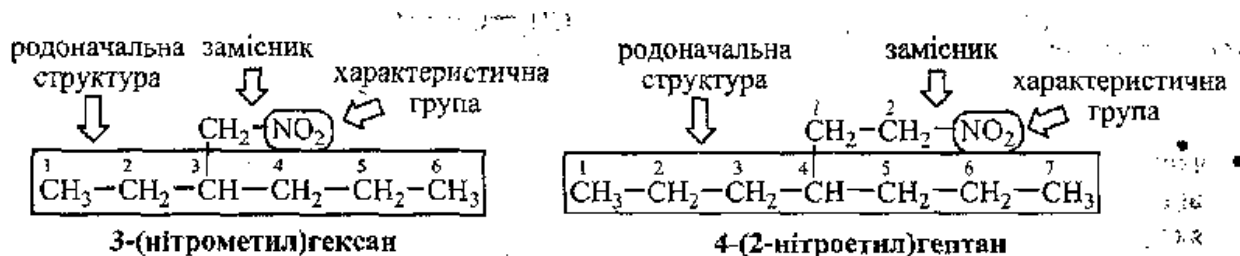 родоначальна структура
замісник
характеристична група
CH₂–NO₂
1 2 3 4 5 6
CH₃–CH₂–CH–CH₂–CH₂–CH₃
3-(нітрометил)гексан
родоначальна структура
замісник
характеристична група
1 2
CH₂–CH₂–NO₂
1 2 3 4 5 6 7
CH₃–CH₂–CH₂–CH–CH₂–CH₂–CH₃
4-(2-нітроетил)гептан